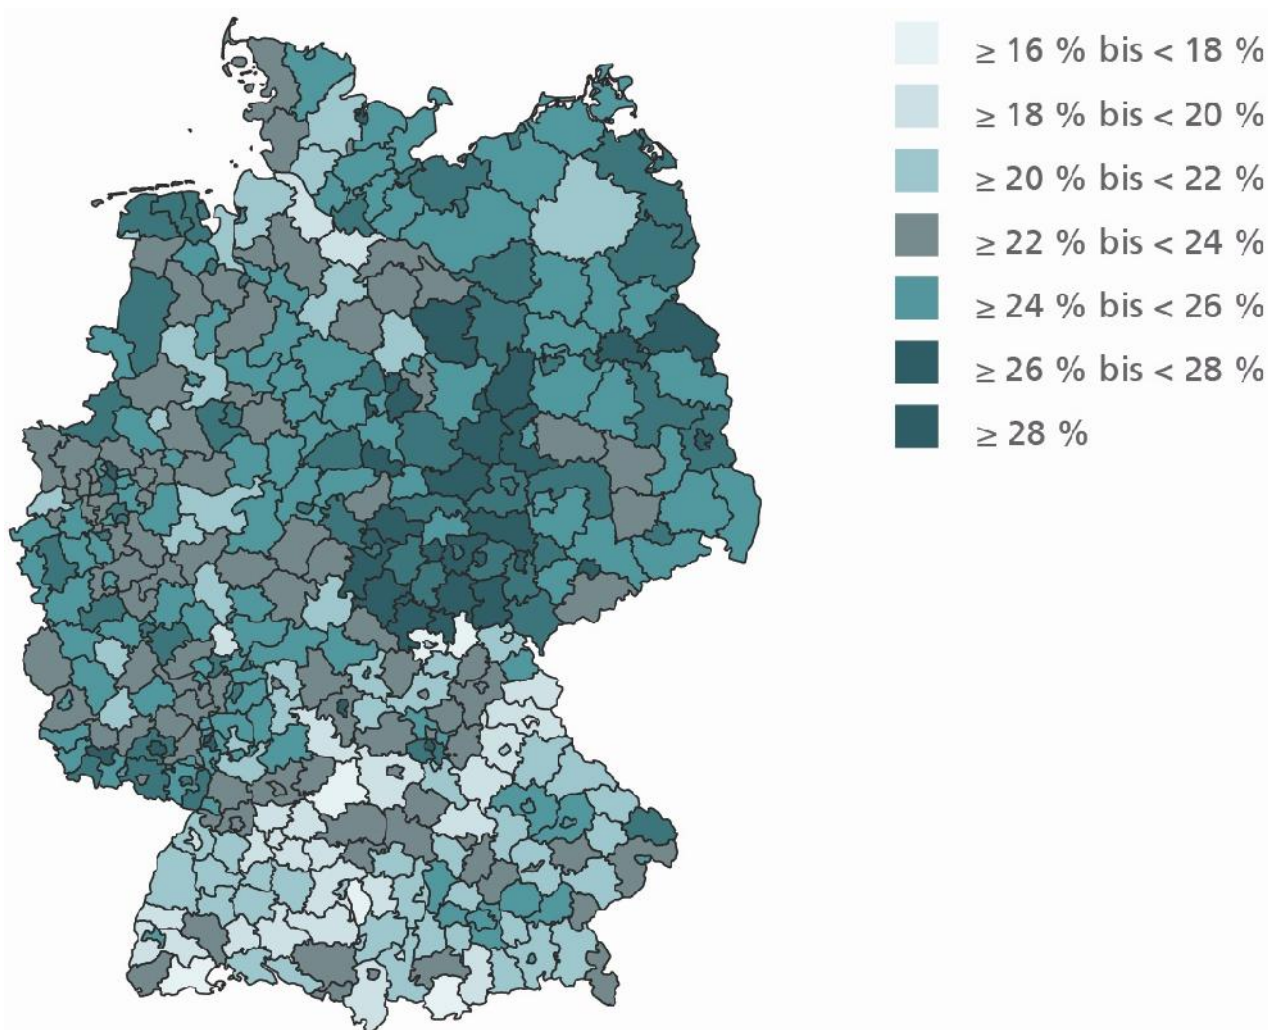 ≥ 16 % bis < 18 %
≥ 18 % bis < 20 %
≥ 20 % bis < 22 %
≥ 22 % bis < 24 %
≥ 24 % bis < 26 %
≥ 26 % bis < 28 %
≥ 28 %